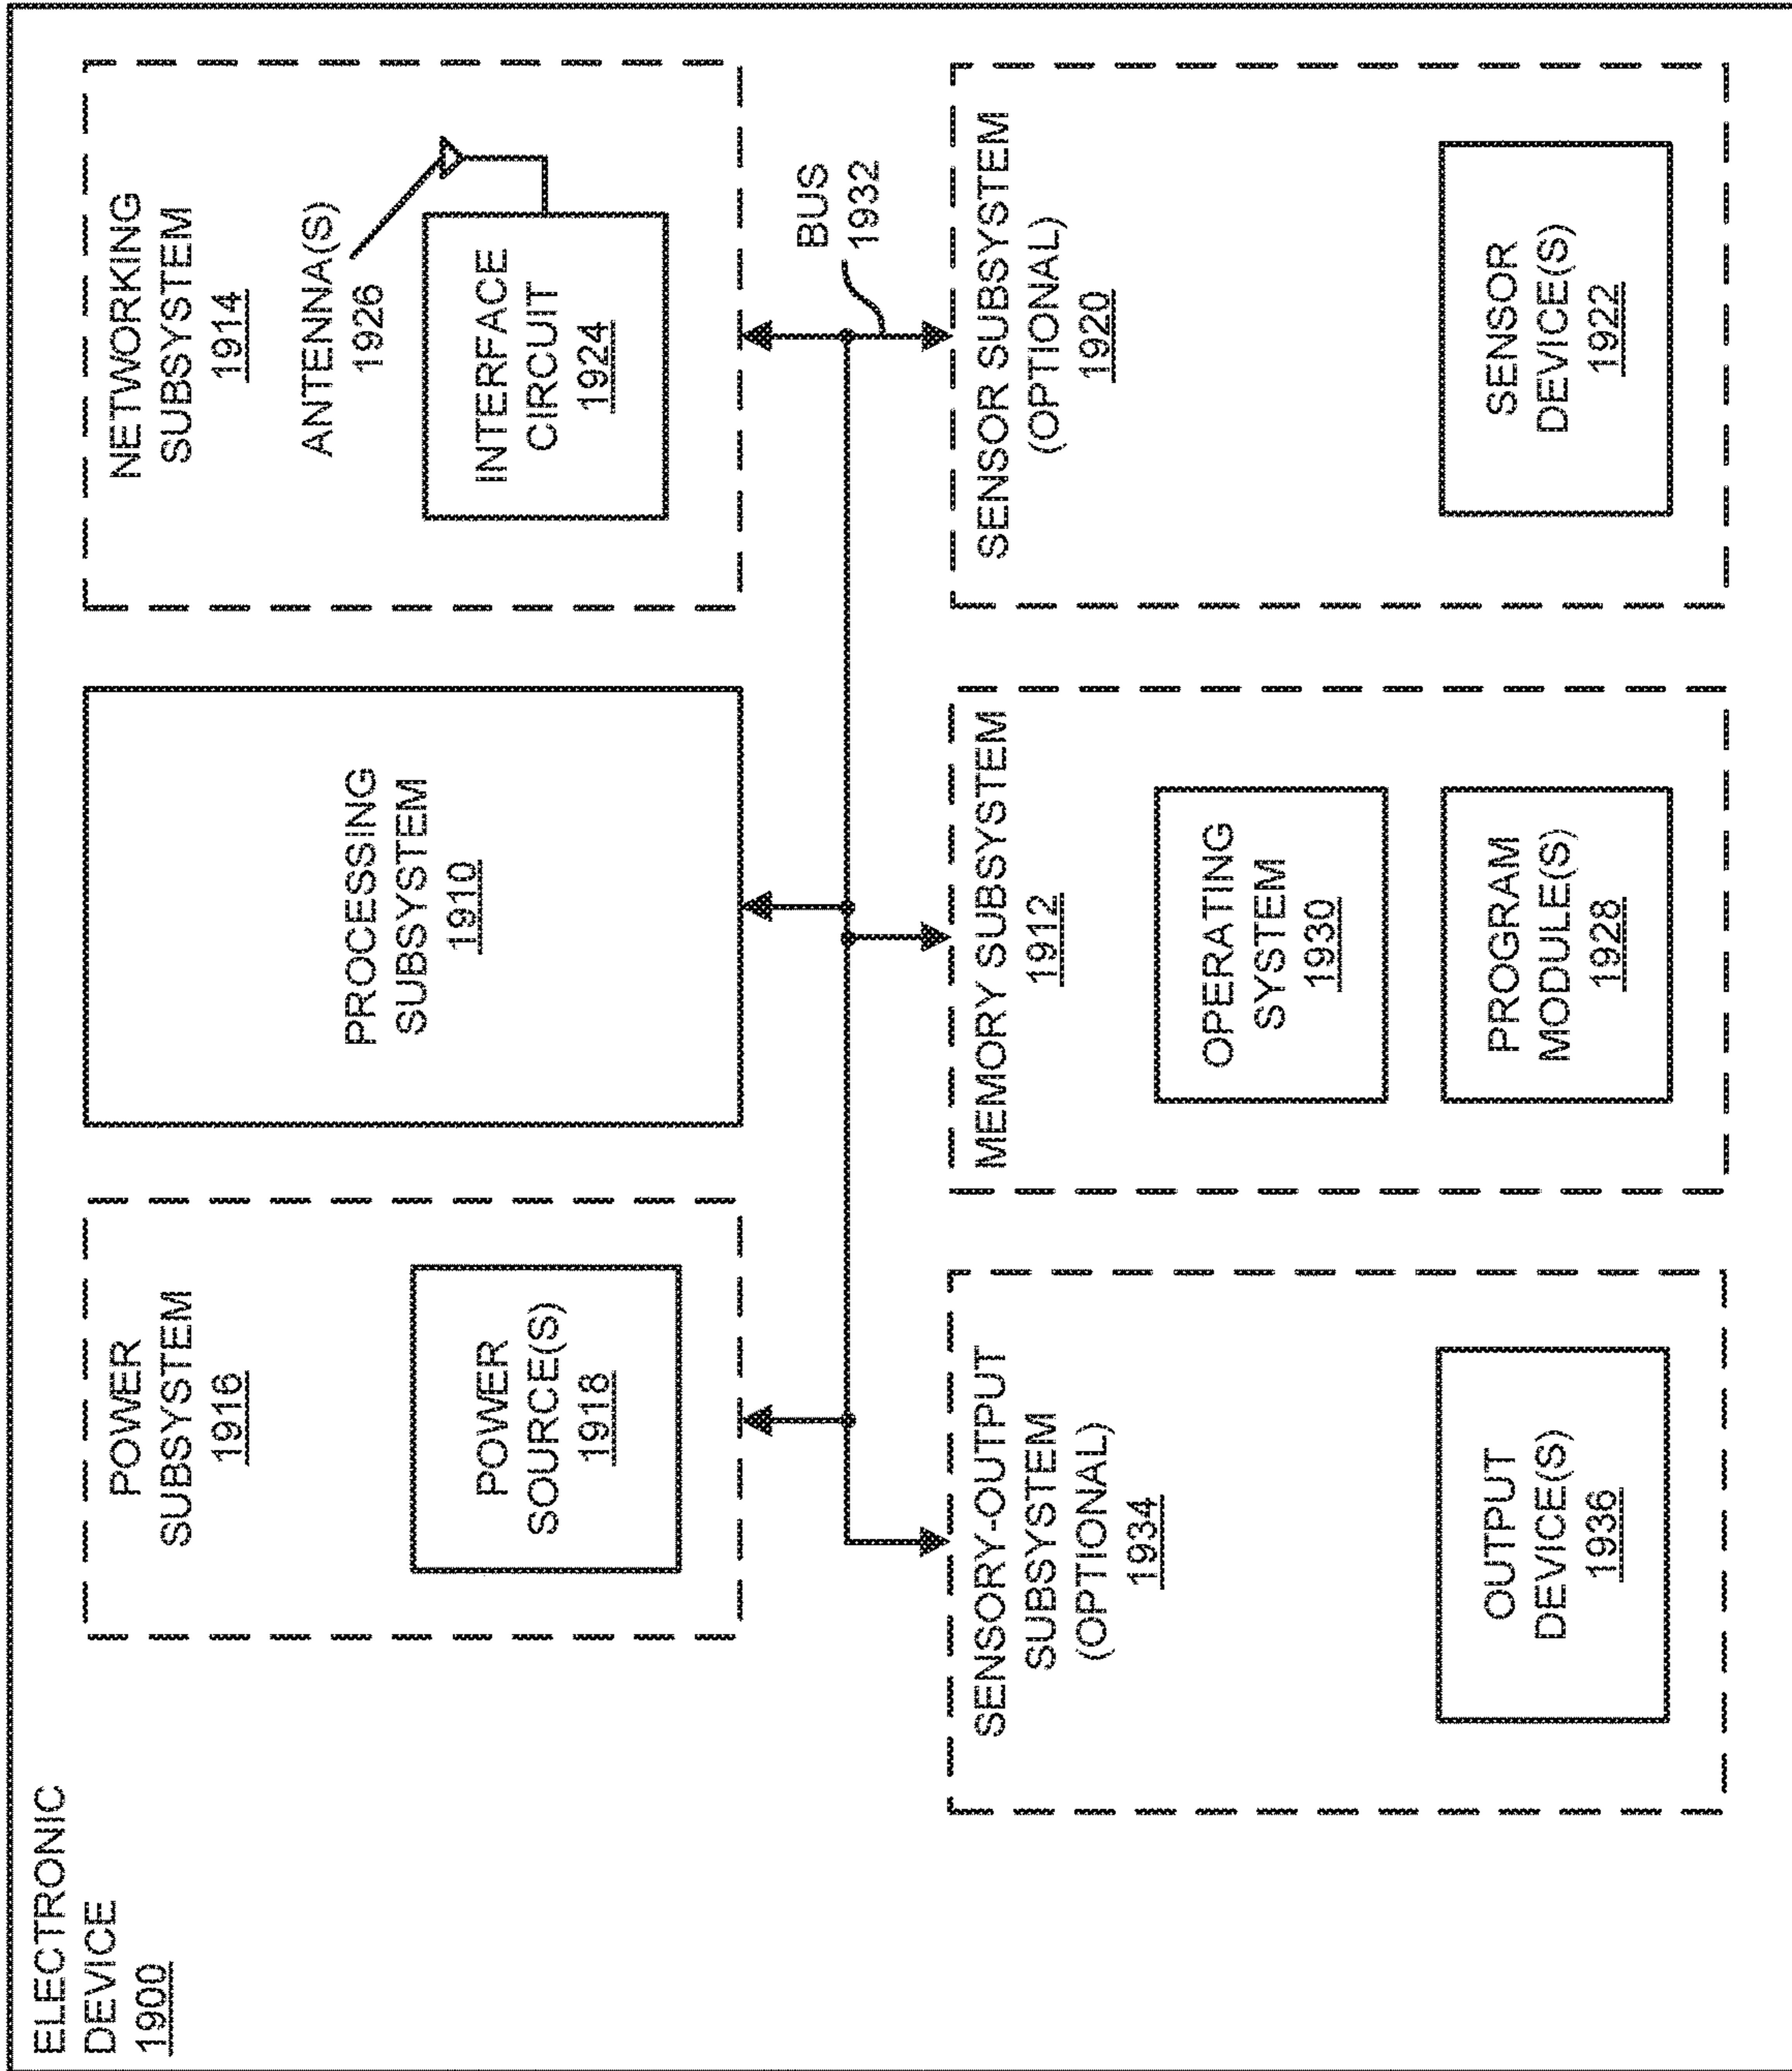 ELECTRONIC
DEVICE
1900
POWER
SUBSYSTEM
1916
POWER
SOURCE(S)
1918
PROCESSING
SUBSYSTEM
1910
NETWORKING
SUBSYSTEM
1914
ANTENNA(S)
1926
INTERFACE
CIRCUIT
1924
BUS
1932
SENSORY-OUTPUT
SUBSYSTEM
(OPTIONAL)
1934
OUTPUT
DEVICE(S)
1936
MEMORY SUBSYSTEM
1912
OPERATING
SYSTEM
1930
PROGRAM
MODULE(S)
1928
SENSOR SUBSYSTEM
(OPTIONAL)
1920
SENSOR
DEVICE(S)
1922